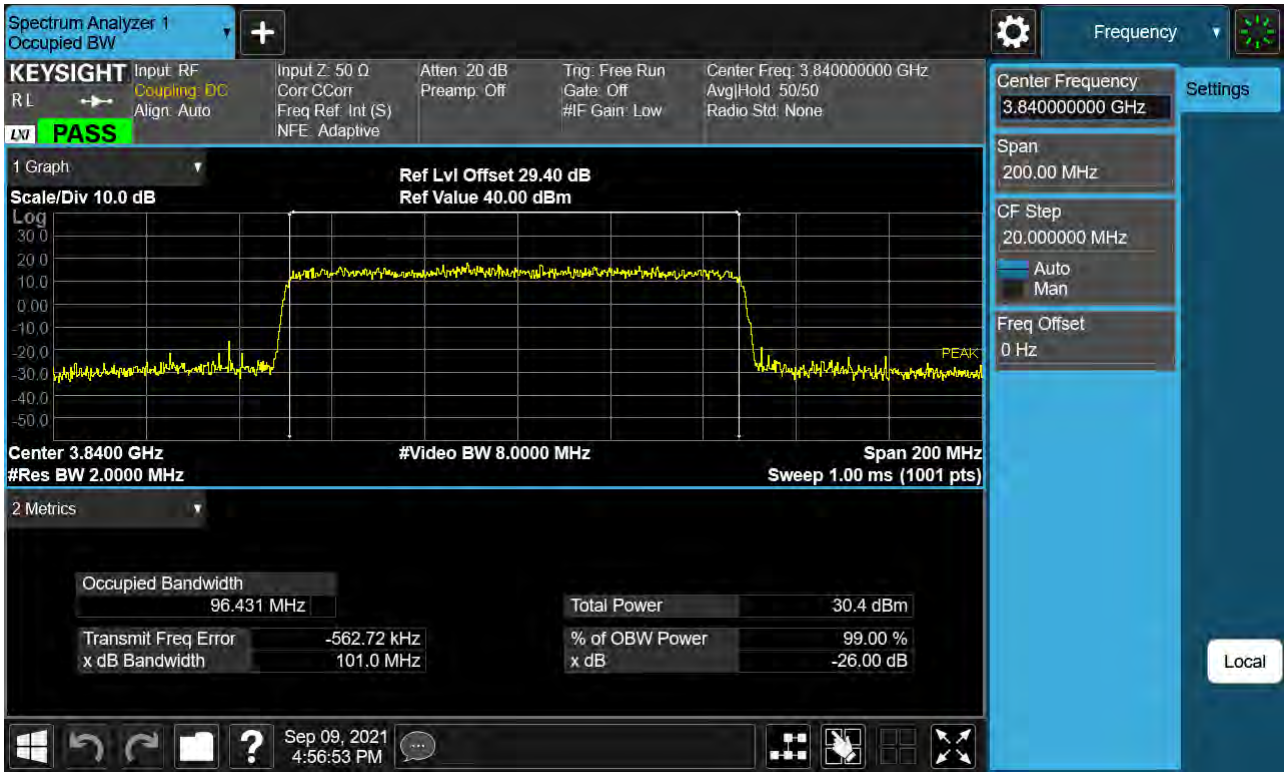 Spectrum Analyzer 1
Occupied BW
Frequency
KEYSIGHT
RL
LXI PASS
Input: RF
Coupling: DC
Align: Auto
Input Z: 50 Ω
Corr CCorr
Freq Ref: Int (S)
NFE: Adaptive
Atten: 20 dB
Preamp: Off
Trig: Free Run
Gate: Off
#IF Gain: Low
Center Freq: 3.840000000 GHz
Avg|Hold: 50/50
Radio Std: None
1 Graph
Scale/Div 10.0 dB
Ref Lvl Offset 29.40 dB
Ref Value 40.00 dBm
Log
30.0
20.0
10.0
0.00
-10.0
-20.0
-30.0
-40.0
-50.0
PEAK
Center 3.8400 GHz
#Video BW 8.0000 MHz
Span 200 MHz
#Res BW 2.0000 MHz
Sweep 1.00 ms (1001 pts)
2 Metrics
Occupied Bandwidth
96.431 MHz
Total Power 30.4 dBm
Transmit Freq Error -562.72 kHz
% of OBW Power 99.00 %
x dB Bandwidth 101.0 MHz
x dB -26.00 dB
Sep 09, 2021
4:56:53 PM
Center Frequency
3.840000000 GHz
Settings
Span
200.00 MHz
CF Step
20.000000 MHz
Auto
Man
Freq Offset
0 Hz
Local